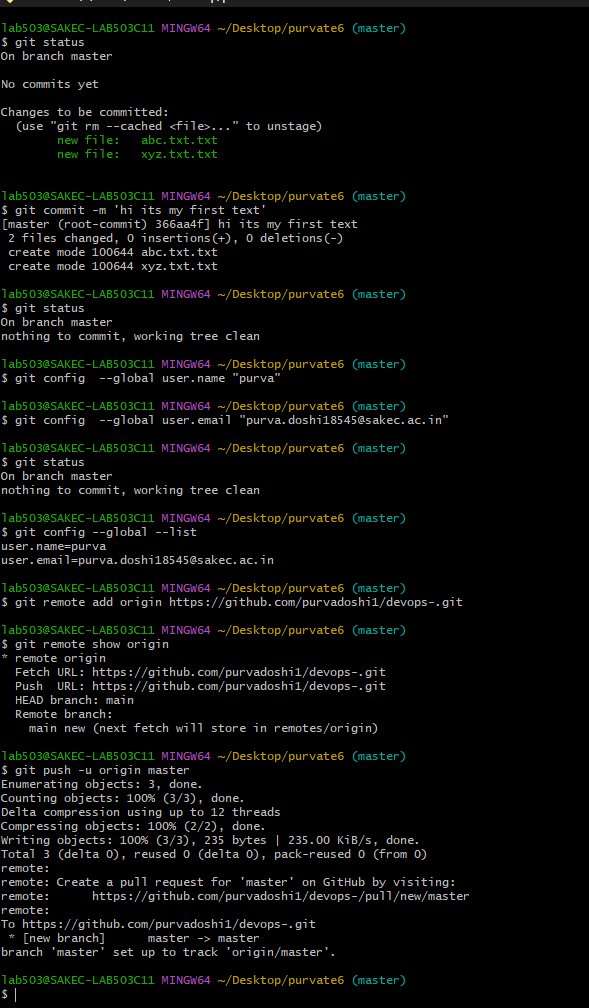 lab503@SAKEC-LAB503C11 MINGW64 ~/Desktop/purvate6 (master)
$ git status
On branch master

No commits yet

Changes to be committed:
  (use "git rm --cached <file>..." to unstage)
        new file:   abc.txt.txt
        new file:   xyz.txt.txt


lab503@SAKEC-LAB503C11 MINGW64 ~/Desktop/purvate6 (master)
$ git commit -m 'hi its my first text'
[master (root-commit) 366aa4f] hi its my first text
 2 files changed, 0 insertions(+), 0 deletions(-)
 create mode 100644 abc.txt.txt
 create mode 100644 xyz.txt.txt

lab503@SAKEC-LAB503C11 MINGW64 ~/Desktop/purvate6 (master)
$ git status
On branch master
nothing to commit, working tree clean

lab503@SAKEC-LAB503C11 MINGW64 ~/Desktop/purvate6 (master)
$ git config  --global user.name "purva"

lab503@SAKEC-LAB503C11 MINGW64 ~/Desktop/purvate6 (master)
$ git config  --global user.email "purva.doshi18545@sakec.ac.in"

lab503@SAKEC-LAB503C11 MINGW64 ~/Desktop/purvate6 (master)
$ git status
On branch master
nothing to commit, working tree clean

lab503@SAKEC-LAB503C11 MINGW64 ~/Desktop/purvate6 (master)
$ git config --global --list
user.name=purva
user.email=purva.doshi18545@sakec.ac.in

lab503@SAKEC-LAB503C11 MINGW64 ~/Desktop/purvate6 (master)
$ git remote add origin https://github.com/purvadoshi1/devops-.git

lab503@SAKEC-LAB503C11 MINGW64 ~/Desktop/purvate6 (master)
$ git remote show origin
* remote origin
  Fetch URL: https://github.com/purvadoshi1/devops-.git
  Push  URL: https://github.com/purvadoshi1/devops-.git
  HEAD branch: main
  Remote branch:
    main new (next fetch will store in remotes/origin)

lab503@SAKEC-LAB503C11 MINGW64 ~/Desktop/purvate6 (master)
$ git push -u origin master
Enumerating objects: 3, done.
Counting objects: 100% (3/3), done.
Delta compression using up to 12 threads
Compressing objects: 100% (2/2), done.
Writing objects: 100% (3/3), 235 bytes | 235.00 KiB/s, done.
Total 3 (delta 0), reused 0 (delta 0), pack-reused 0 (from 0)
remote:
remote: Create a pull request for 'master' on GitHub by visiting:
remote:      https://github.com/purvadoshi1/devops-/pull/new/master
remote:
To https://github.com/purvadoshi1/devops-.git
 * [new branch]      master -> master
branch 'master' set up to track 'origin/master'.

lab503@SAKEC-LAB503C11 MINGW64 ~/Desktop/purvate6 (master)
$